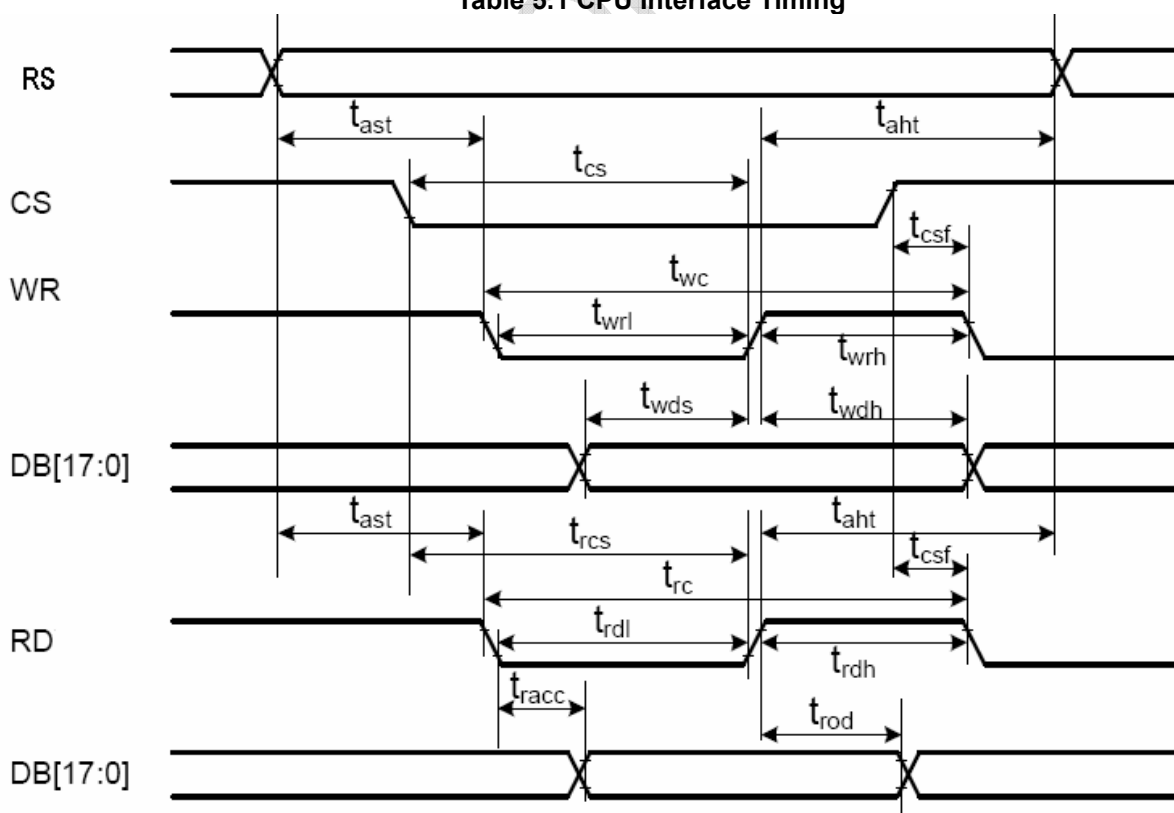 Table 5.1 CPU Interface Timing
RS
tast
taht
tcs
CS
tcsf
WR
twc
twrl
twrh
twds
twdh
DB[17:0]
tast
taht
trcs
tcsf
trc
RD
trdl
trdh
tracc
trod
DB[17:0]